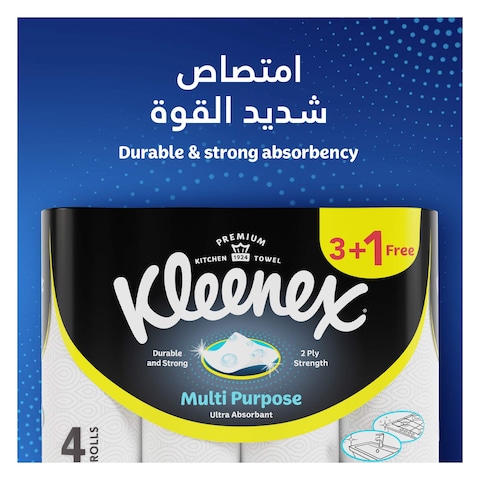 امتصاص
شديد القوة
Durable & strong absorbency
3+1 Free
PREMIUM
KITCHEN 1924 TOWEL
Kleenex®
Durable
and Strong
2 Ply
Strength
Multi Purpose
Ultra Absorbant
4 ROLLS